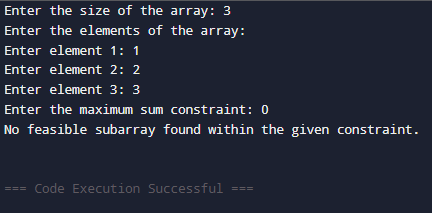 Enter the size of the array: 3
Enter the elements of the array:
Enter element 1: 1
Enter element 2: 2
Enter element 3: 3
Enter the maximum sum constraint: 0
No feasible subarray found within the given constraint.
=== Code Execution Successful ===